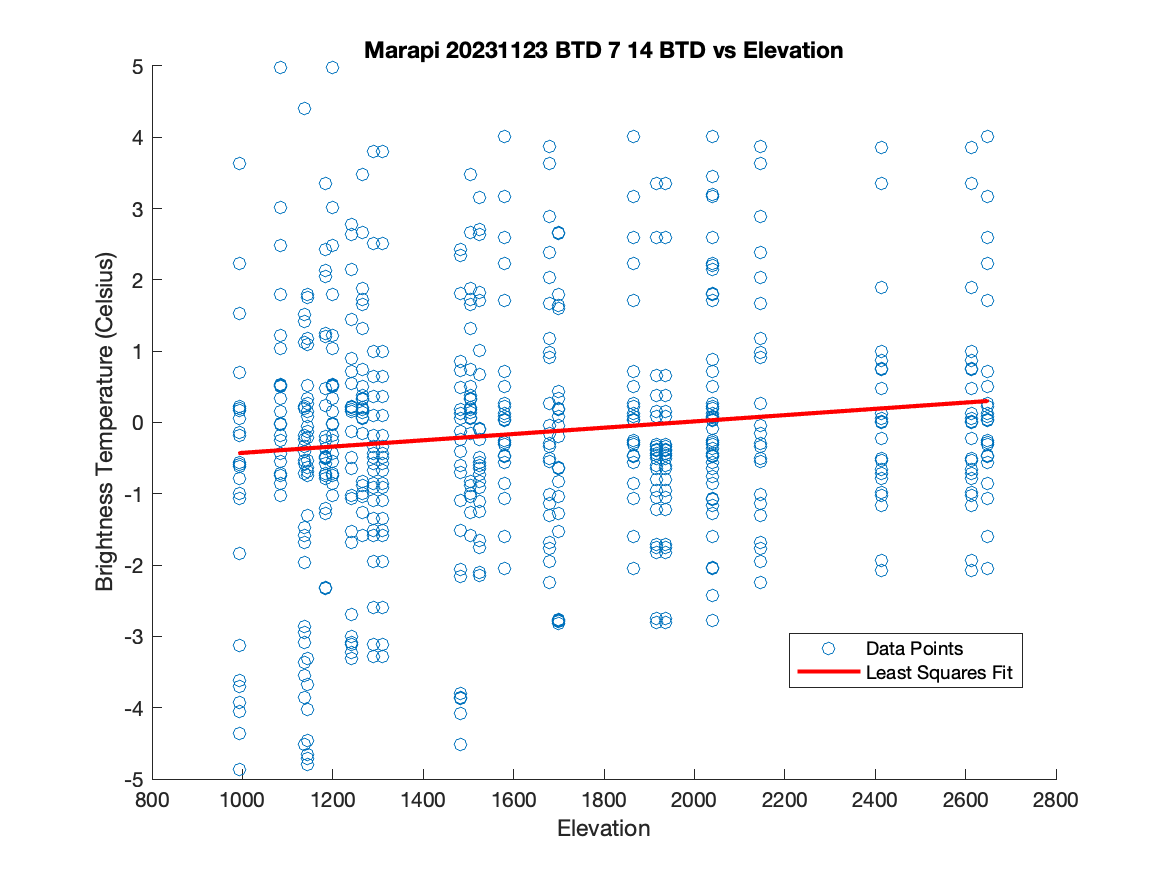 Marapi 20231123 BTD 7 14 BTD vs Elevation
5
4
3
2
1
0
-1
-2
-3
-4
-5
Brightness Temperature (Celsius)
Data Points
Least Squares Fit
800 1000 1200 1400 1600 1800 2000 2200 2400 2600 2800
Elevation